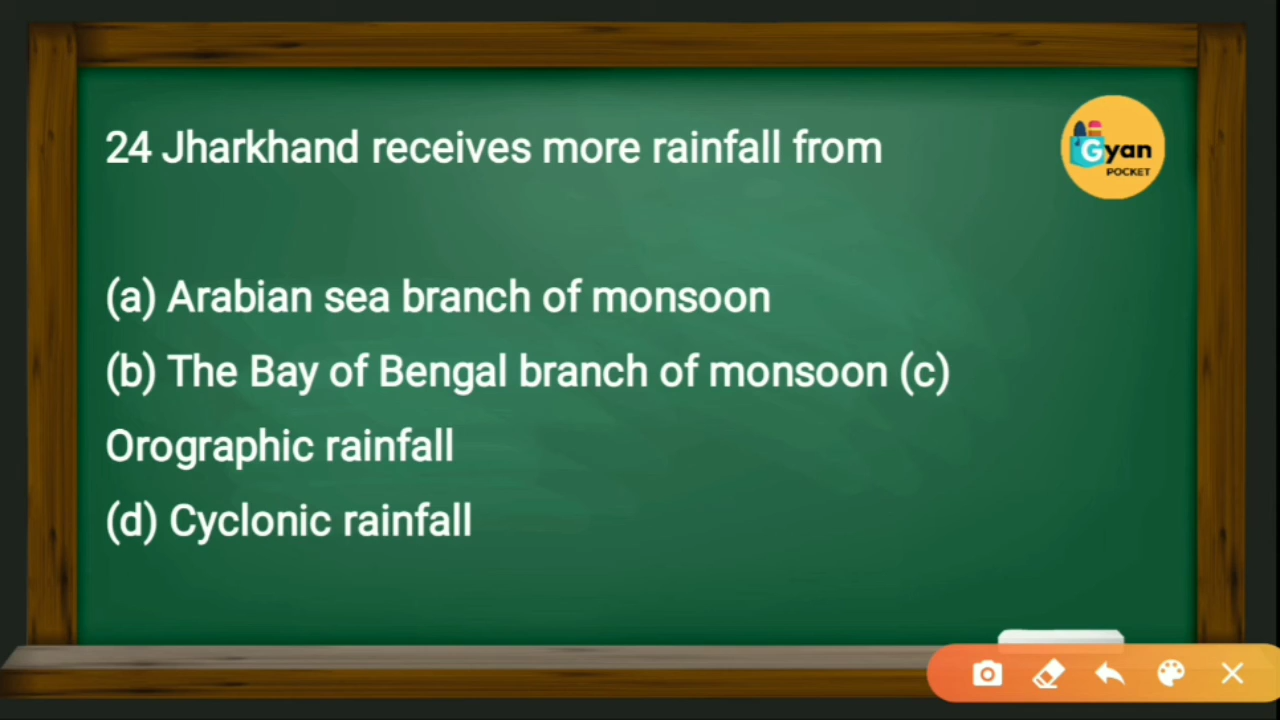 24 Jharkhand receives more rainfall from
Gyan
POCKET
(a) Arabian sea branch of monsoon
(b) The Bay of Bengal branch of monsoon (c)
Orographic rainfall
(d) Cyclonic rainfall